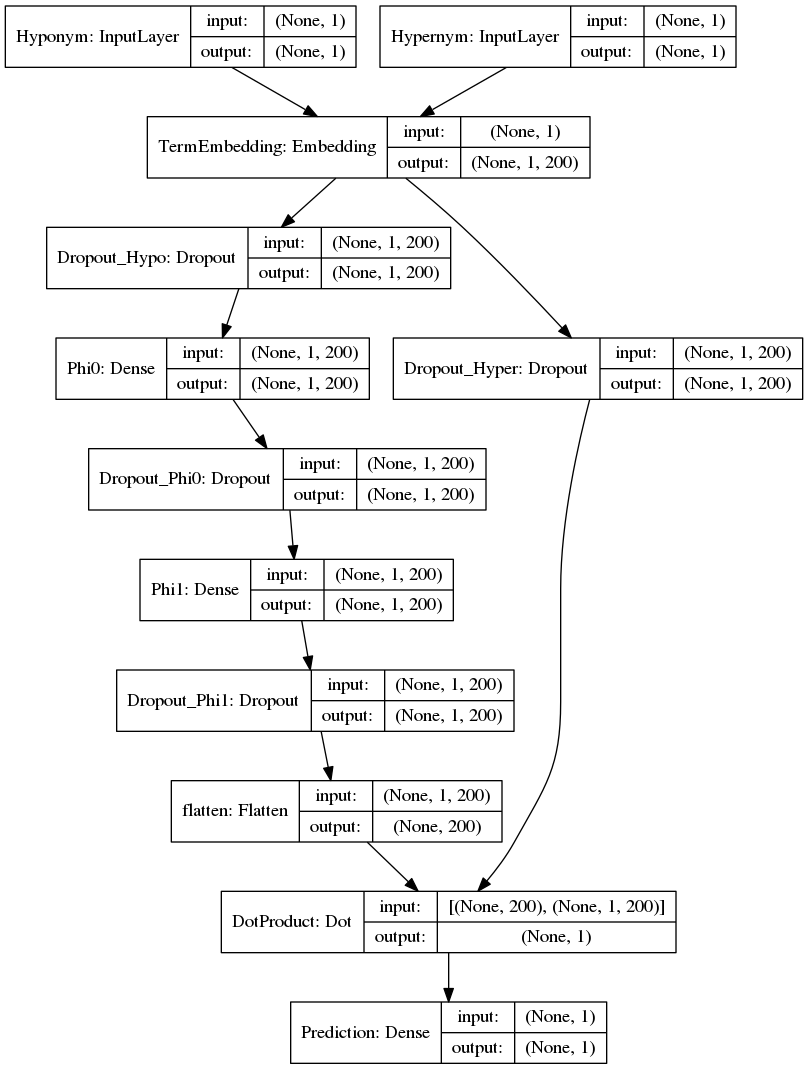 Hyponym: InputLayer input: (None, 1)
output: (None, 1)
Hypernym: InputLayer input: (None, 1)
output: (None, 1)
TermEmbedding: Embedding input: (None, 1)
output: (None, 1, 200)
Dropout_Hypo: Dropout input: (None, 1, 200)
output: (None, 1, 200)
Phi0: Dense input: (None, 1, 200)
output: (None, 1, 200)
Dropout_Hyper: Dropout input: (None, 1, 200)
output: (None, 1, 200)
Dropout_Phi0: Dropout input: (None, 1, 200)
output: (None, 1, 200)
Phi1: Dense input: (None, 1, 200)
output: (None, 1, 200)
Dropout_Phi1: Dropout input: (None, 1, 200)
output: (None, 1, 200)
flatten: Flatten input: (None, 1, 200)
output: (None, 200)
DotProduct: Dot input: [(None, 200), (None, 1, 200)]
output: (None, 1)
Prediction: Dense input: (None, 1)
output: (None, 1)